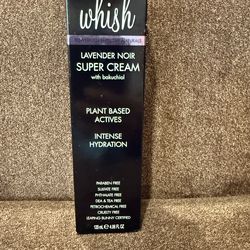 whish
LAVENDER NOIR
SUPER CREAM
with bakuchiol
PLANT BASED
ACTIVES
INTENSE
HYDRATION
PARABEN FREE
SULFATE FREE
PHTHALATE FREE
DEA & TEA FREE
PETROCHEMICAL FREE
CRUELTY FREE
LEAPING BUNNY CERTIFIED